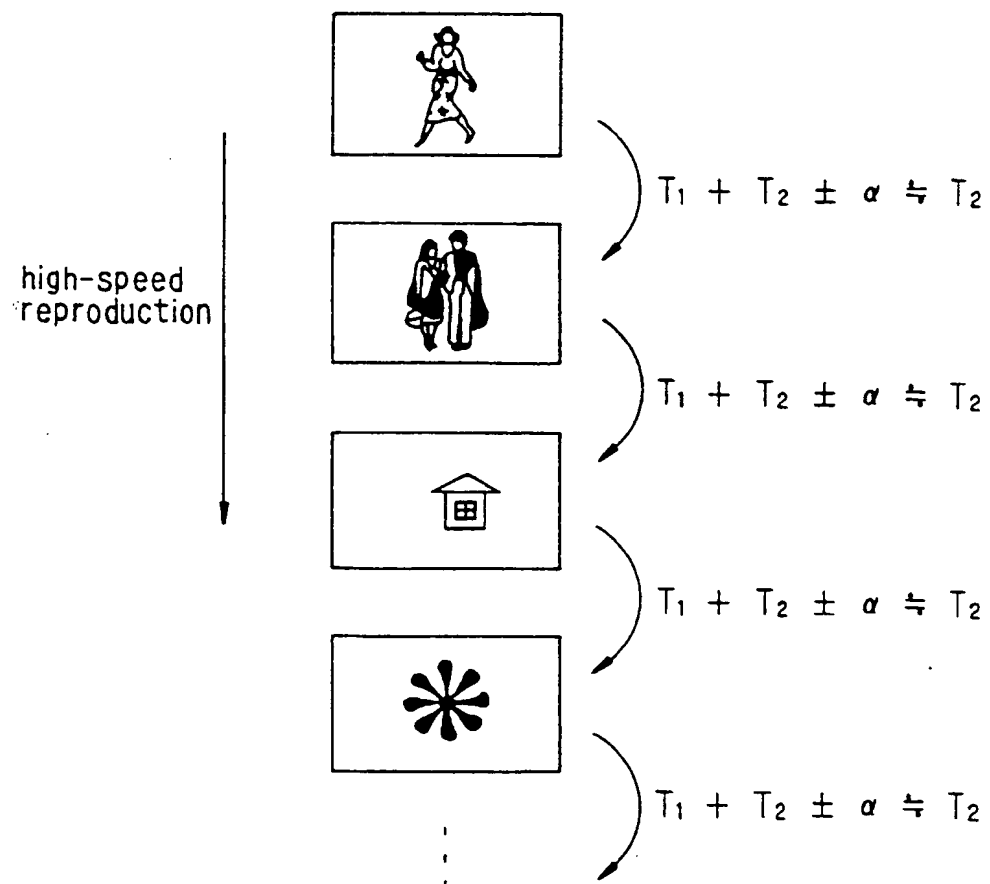 T₁ + T₂ ± α ≒ T₂
high-speed
reproduction
T₁ + T₂ ± α ≒ T₂
T₁ + T₂ ± α ≒ T₂
T₁ + T₂ ± α ≒ T₂